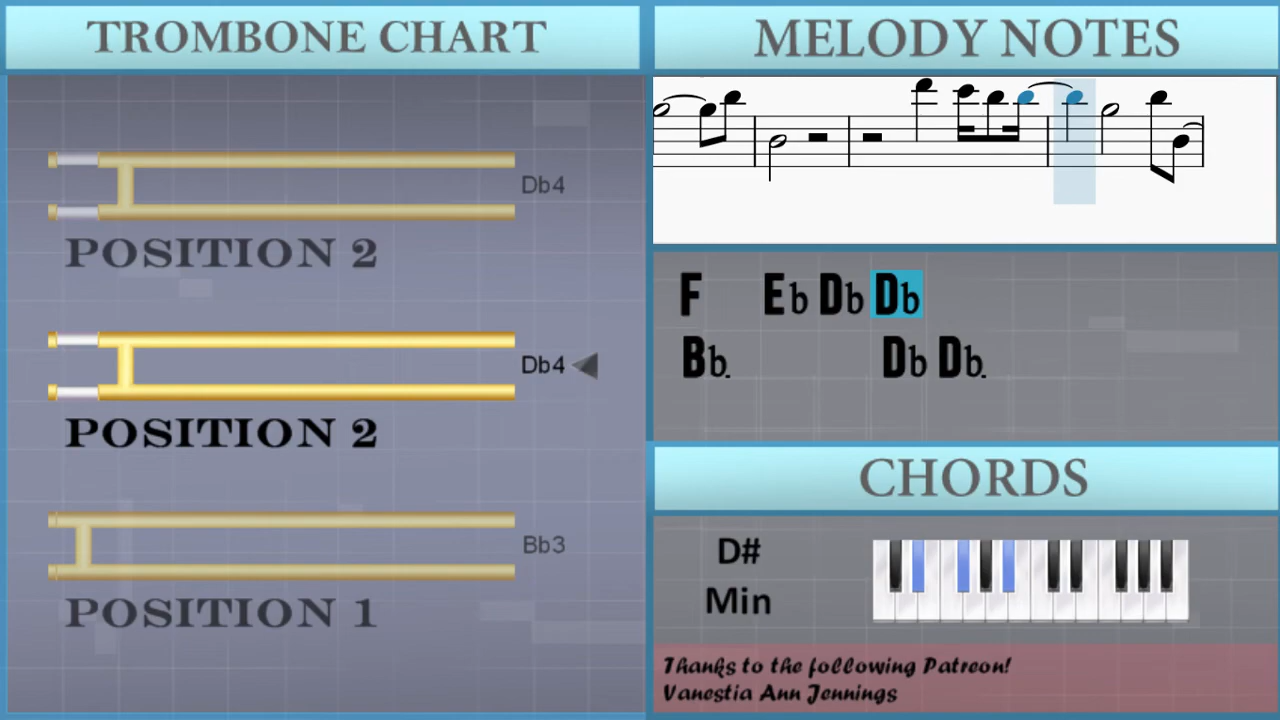 TROMBONE CHART
Db4
POSITION 2
Db4
POSITION 2
Bb3
POSITION 1
MELODY NOTES
F Eb Db Db
Bb. Db Db.
CHORDS
D#
Min
Thanks to the following Patreon!
Vanestia Ann Jennings